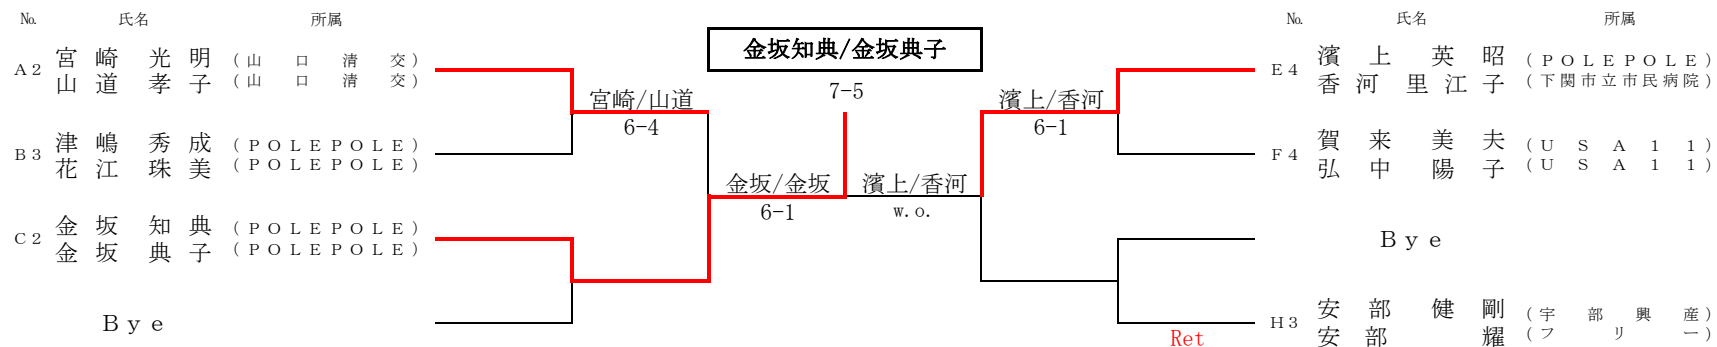 № 氏名 所属
A2 宮崎 光明 (山口清交)
山道 孝子 (山口清交)
B3 津嶋 秀成 (POLEPOLE)
花江 珠美 (POLEPOLE)
C2 金坂 知典 (POLEPOLE)
金坂 典子 (POLEPOLE)
Bye
宮崎/山道
6-4
金坂/金坂
6-1
金坂知典/金坂典子
7-5
濱上/香河
w.o.
濱上/香河
6-1
№ 氏名 所属
E4 濱上 英昭 (POLEPOLE)
香河 里江子 (下関市立市民病院)
F4 賀来 美夫 (USA11)
弘中 陽子 (USA11)
Bye
H3 安部 健剛 (宇部興産)
安部 耀 (フリー)
Ret